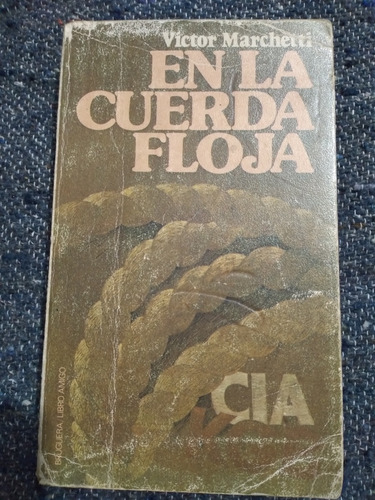 Victor Marchetti
EN LA
CUERDA
FLOJA
CIA
BRUGUERA. LIBRO AMIGO